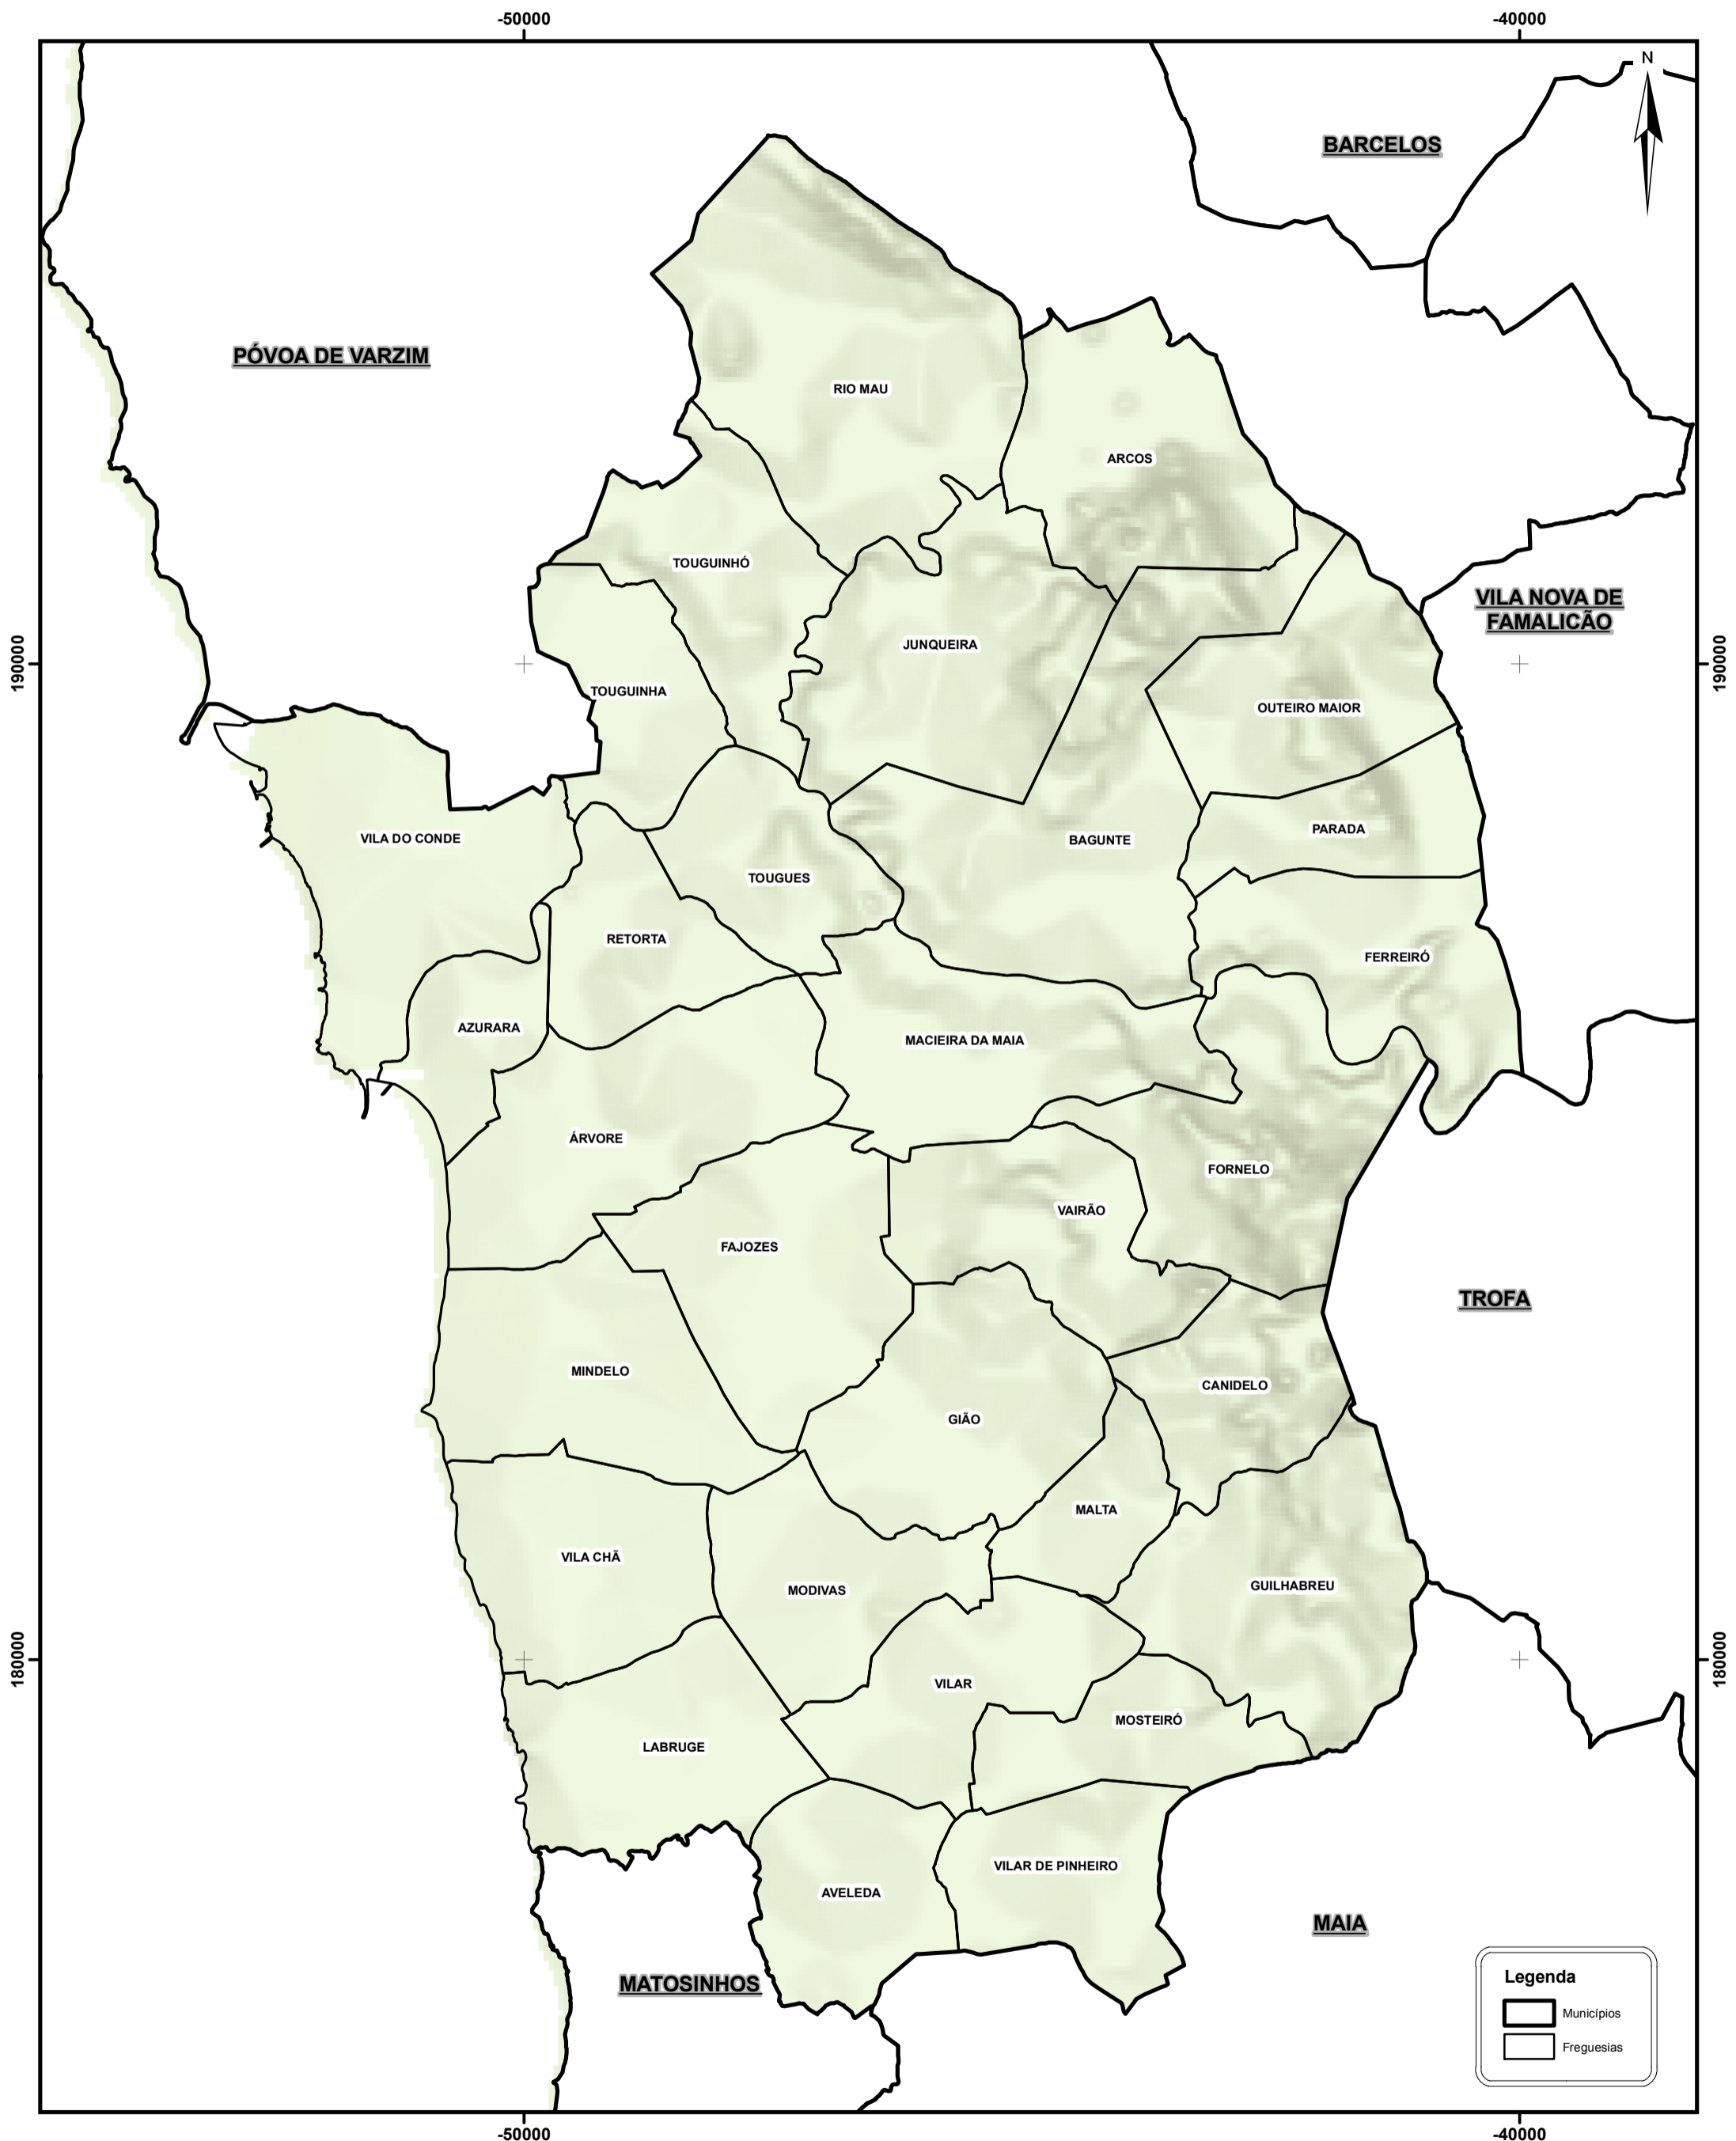 -50000
-40000
N
BARCELOS
PÓVOA DE VARZIM
RIO MAU
ARCOS
TOUGUINHÓ
VILA NOVA DE
FAMALICÃO
JUNQUEIRA
190000
190000
TOUGUINHA
OUTEIRO MAIOR
PARADA
VILA DO CONDE
BAGUNTE
TOUGUES
RETORTA
FERREIRÓ
AZURARA
MACIEIRA DA MAIA
ÁRVORE
FORNELO
VAIRÃO
FAJOZES
TROFA
MINDELO
CANIDELO
GIÃO
MALTA
VILA CHÃ
GUILHABREU
MODIVAS
180000
180000
VILAR
MOSTEIRÓ
LABRUGE
VILAR DE PINHEIRO
AVELEDA
MAIA
MATOSINHOS
Legenda
Municípios
Freguesias
-50000
-40000